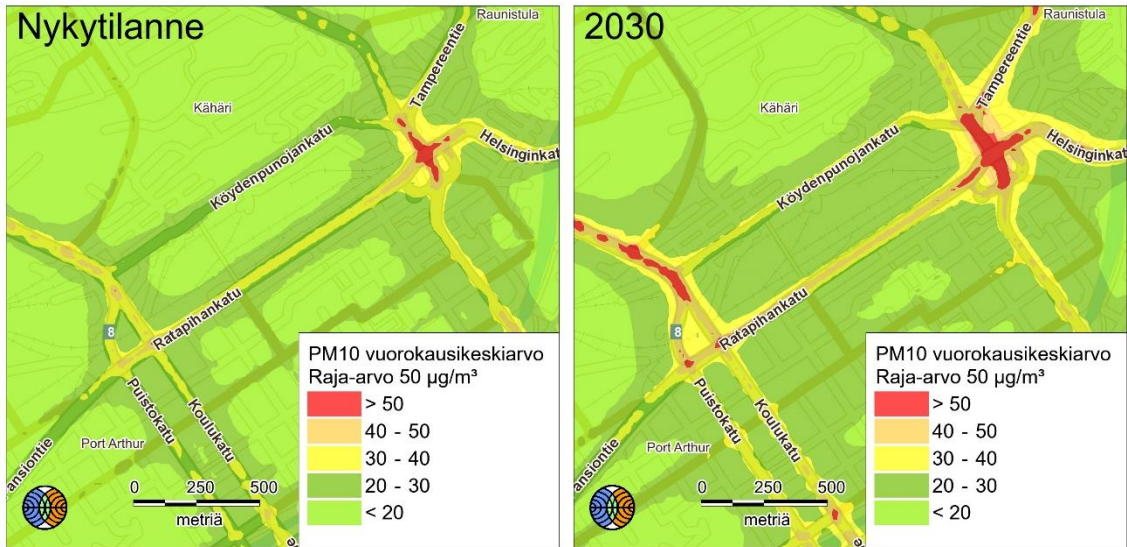 Nykytilanne
Raunistula
Tampereentie
Kähäri
Helsinginkat
Köydenpunojankatu
Ratapihankatu
8
Puistokatu
Koulukatu
Port Arthur
ansiontie
0 250 500
metriä
PM10 vuorokausikeskiarvo
Raja-arvo 50 µg/m³
> 50
40 - 50
30 - 40
20 - 30
< 20
2030
Raunistula
Tampereentie
Kähäri
Helsinginkat
Köydenpunojankatu
Ratapihankatu
8
Puistokatu
Koulukatu
Port Arthur
ansiontie
0 250 500
metriä
PM10 vuorokausikeskiarvo
Raja-arvo 50 µg/m³
> 50
40 - 50
30 - 40
20 - 30
< 20